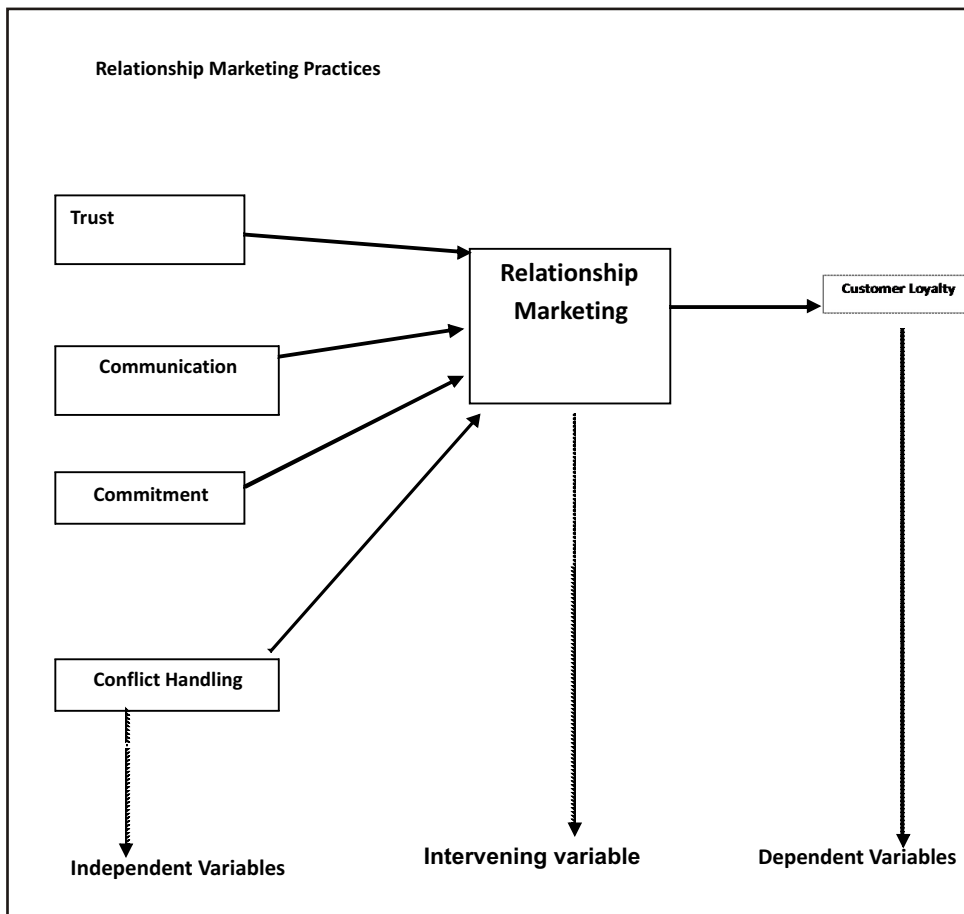 Relationship Marketing Practices
Trust
Relationship
Marketing
Customer Loyalty
Communication
Commitment
Conflict Handling
Independent Variables
Intervening variable
Dependent Variables